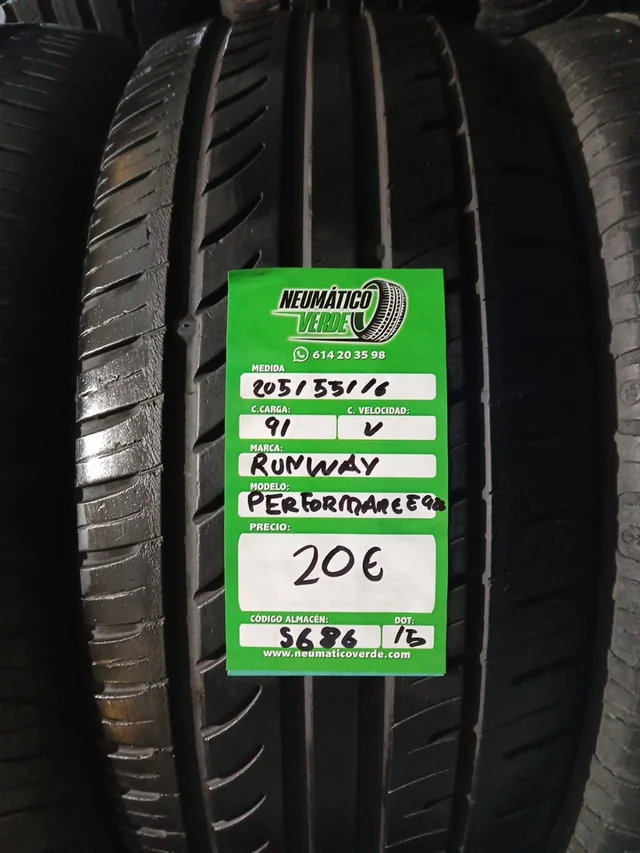 NEUMÁTICO
VERDE
614 20 35 98
MEDIDA
205/55/16
C.CARGA: C. VELOCIDAD:
91 V
MARCA:
RUNWAY
MODELO:
PERFORMANCE
PRECIO:
20€
CÓDIGO ALMACÉN: DOT:
S686 15
www.neumaticoverde.com